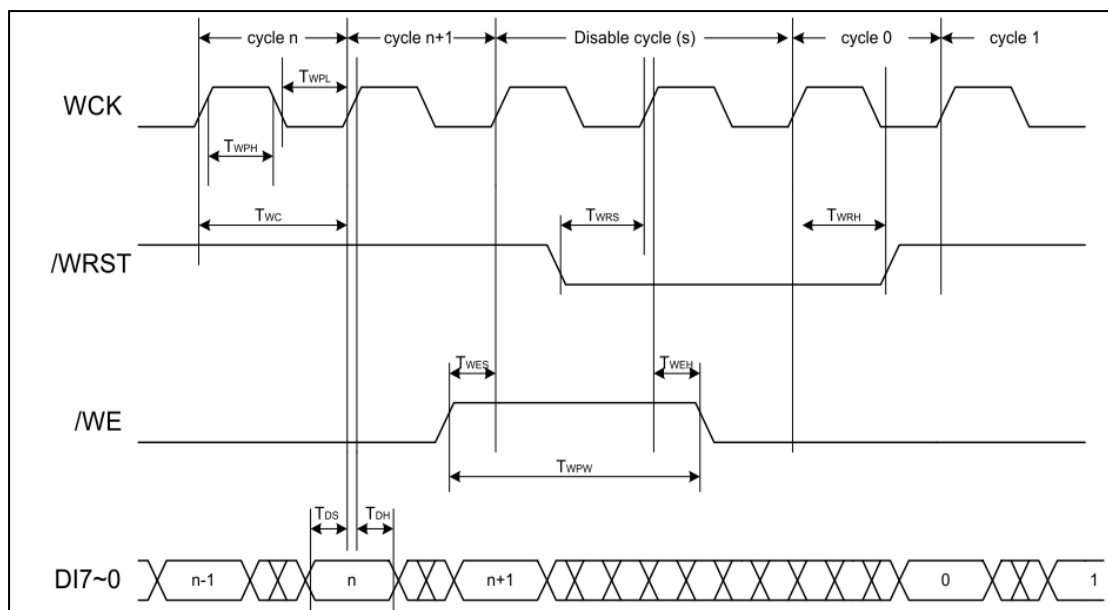 cycle n
cycle n+1
Disable cycle (s)
cycle 0
cycle 1
TWPL
WCK
TWPH
TWC
TWRS
TWRH
/WRST
TWES
TWEH
/WE
TWPW
TDS
TDH
DI7~0
n-1
n
n+1
0
1